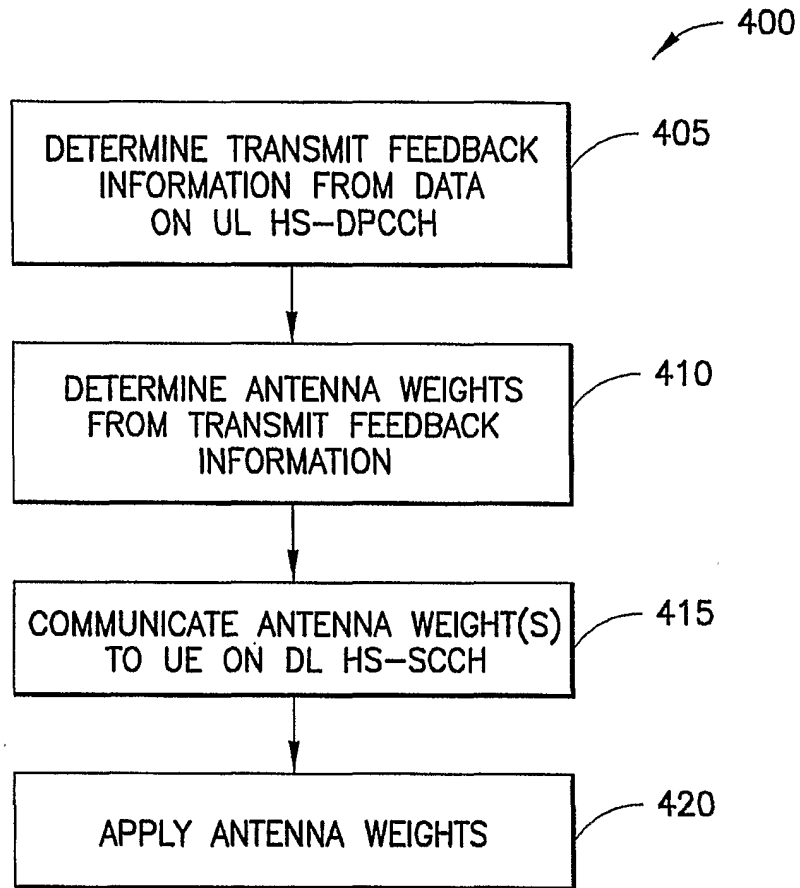 400
DETERMINE TRANSMIT FEEDBACK
INFORMATION FROM DATA
ON UL HS-DPCCH
405
DETERMINE ANTENNA WEIGHTS
FROM TRANSMIT FEEDBACK
INFORMATION
410
COMMUNICATE ANTENNA WEIGHT(S)
TO UE ON DL HS-SCCH
415
APPLY ANTENNA WEIGHTS
420